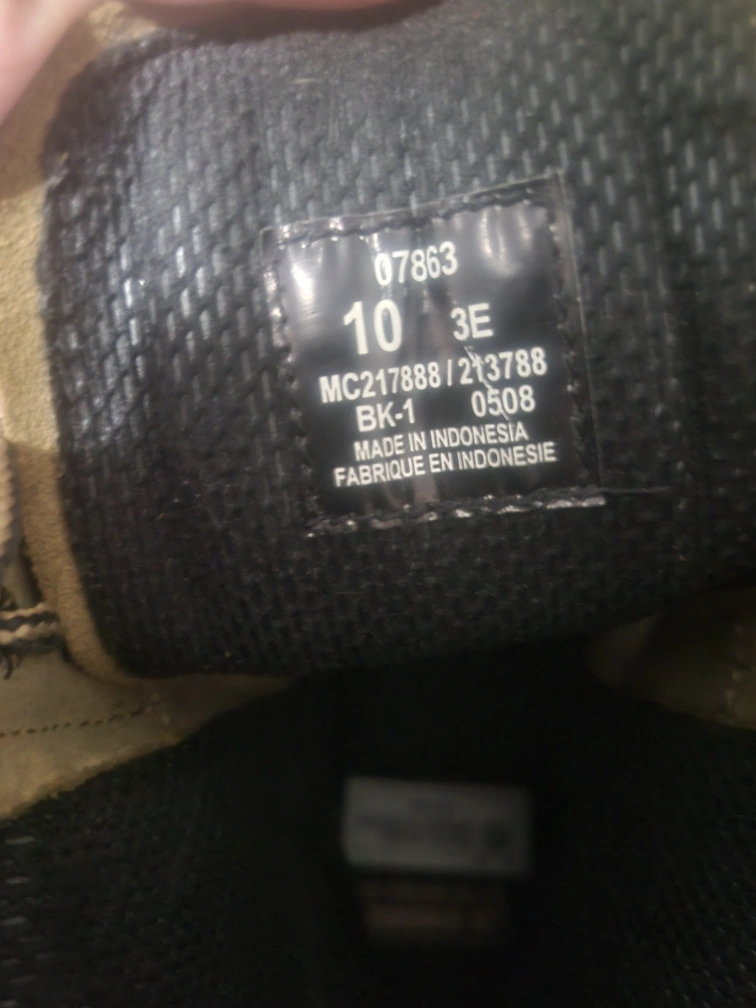 07863
10 3E
MC217888 / 213788
BK-1 0508
MADE IN INDONESIA
FABRIQUE EN INDONESIE